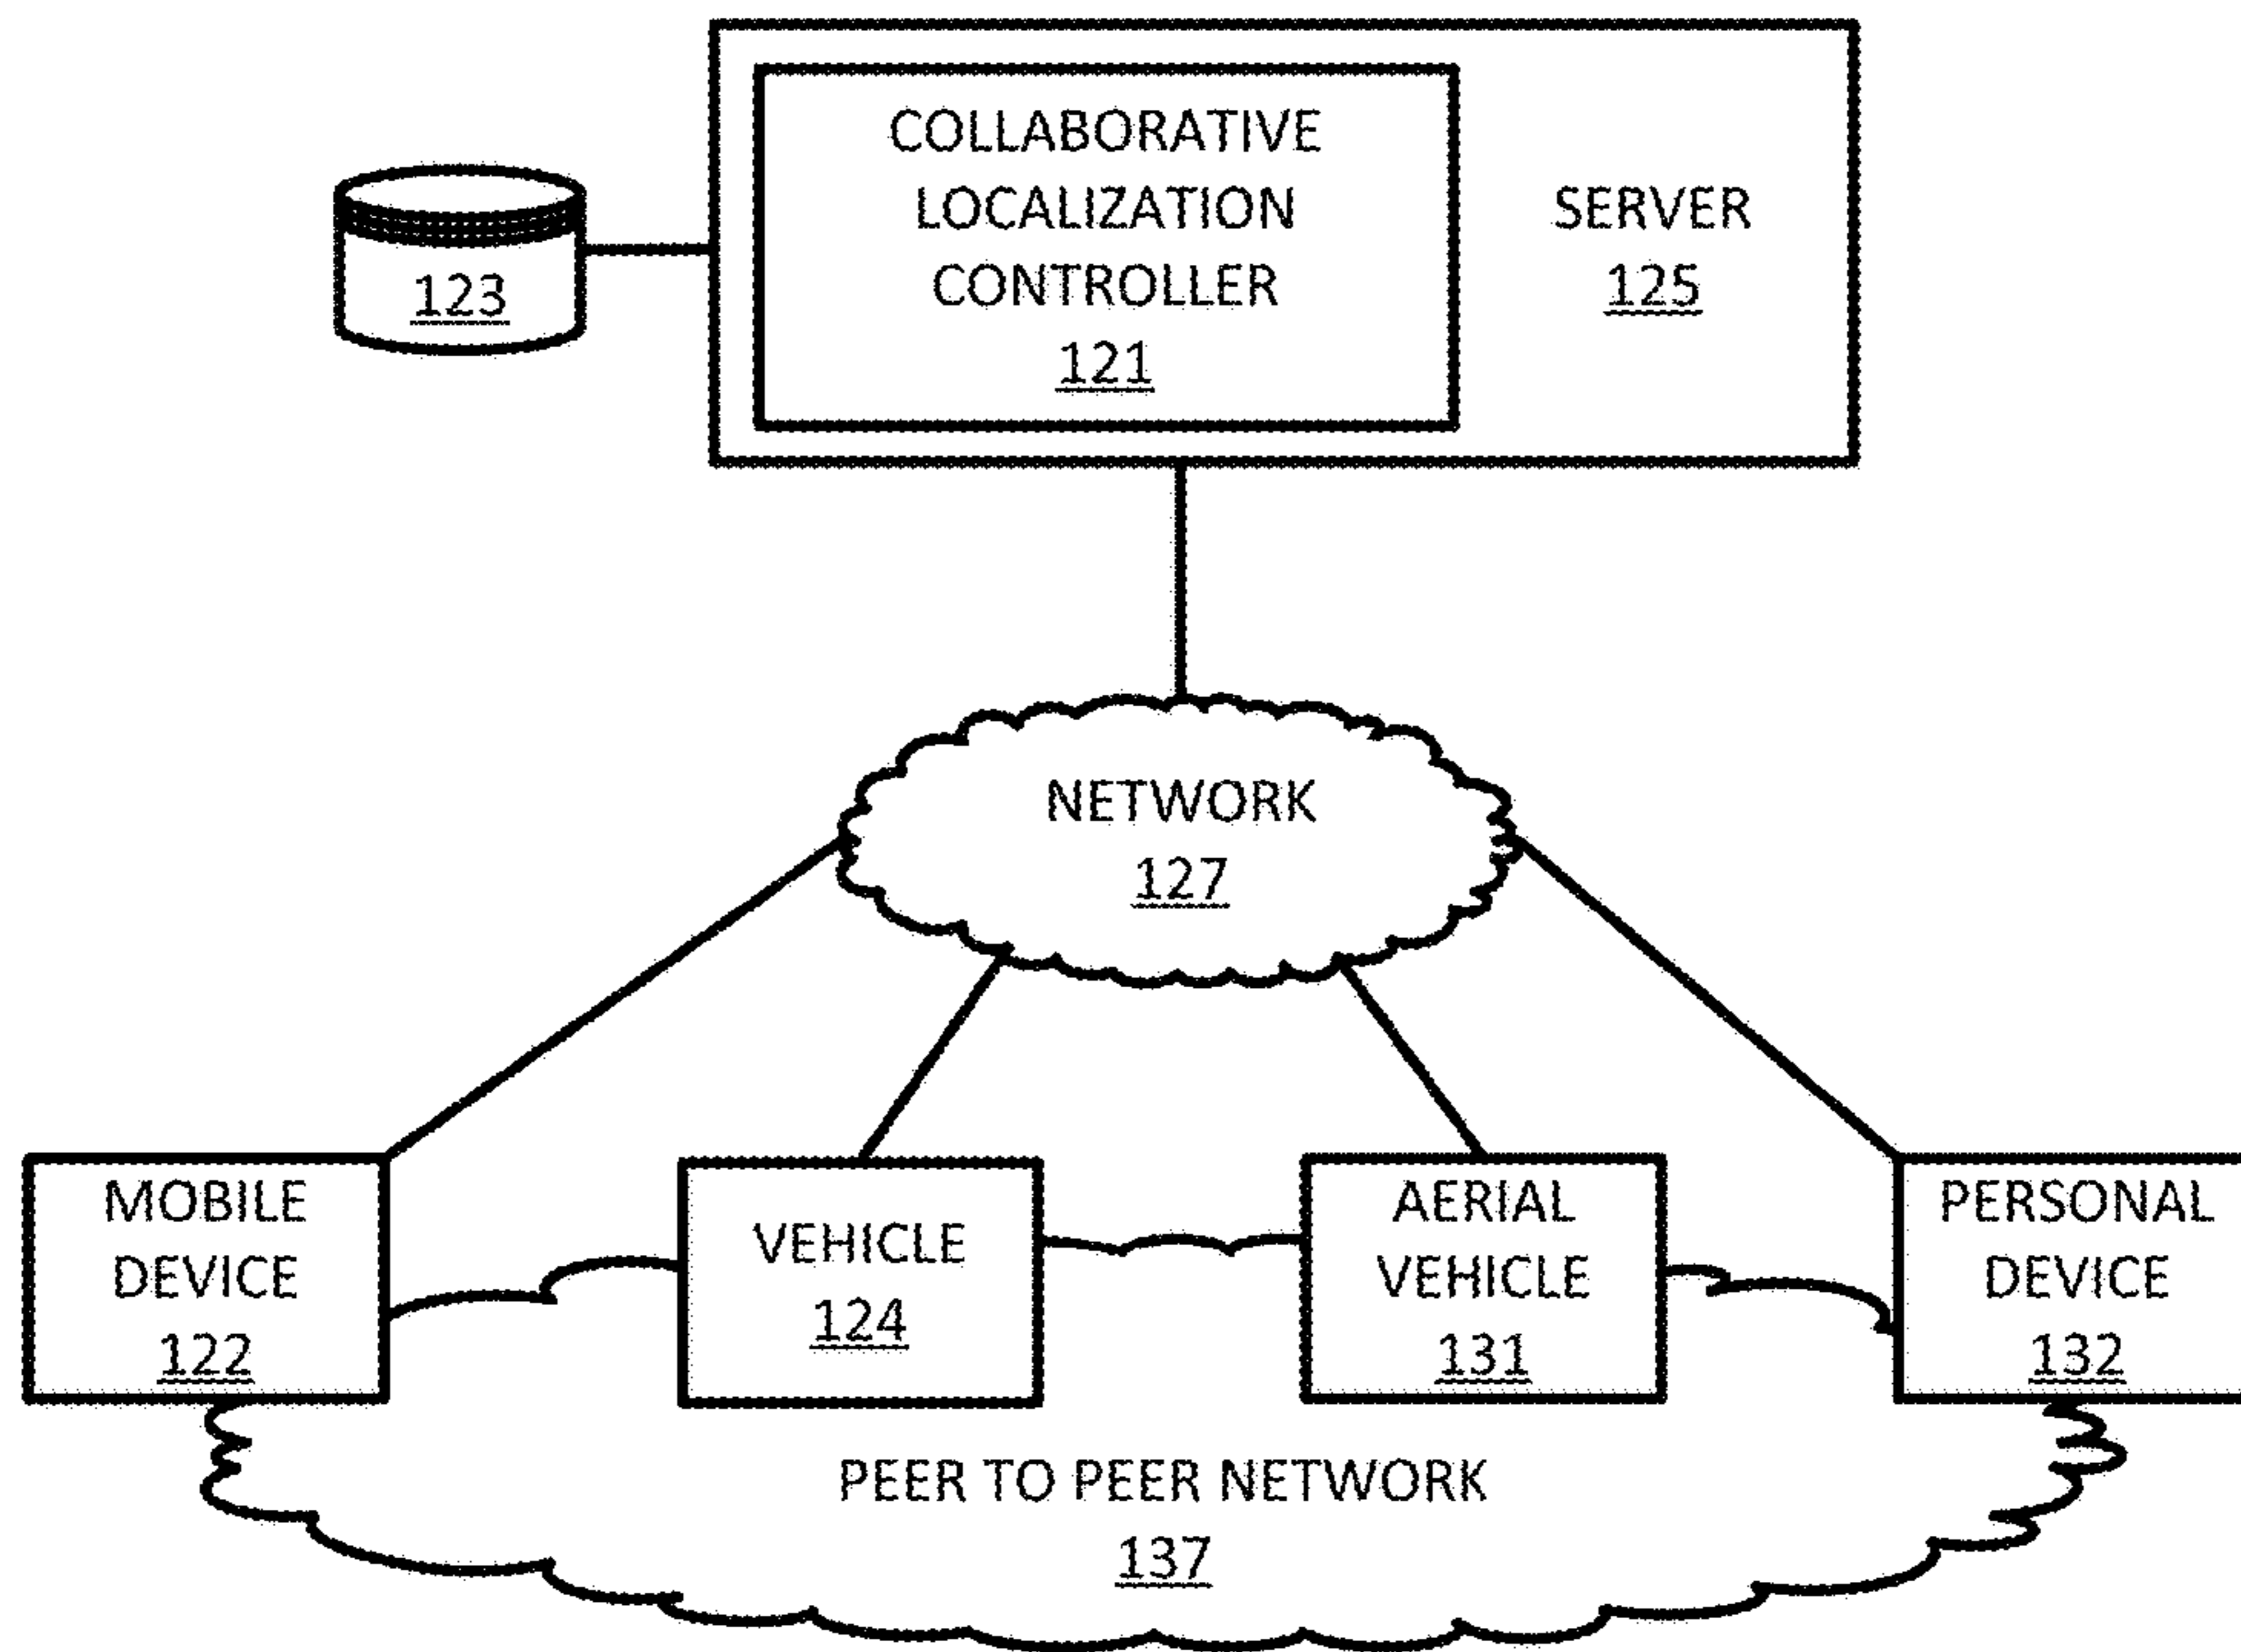 COLLABORATIVE
LOCALIZATION
CONTROLLER
121
SERVER
125
123
NETWORK
127
MOBILE
DEVICE
122
VEHICLE
124
AERIAL
VEHICLE
131
PERSONAL
DEVICE
132
PEER TO PEER NETWORK
137